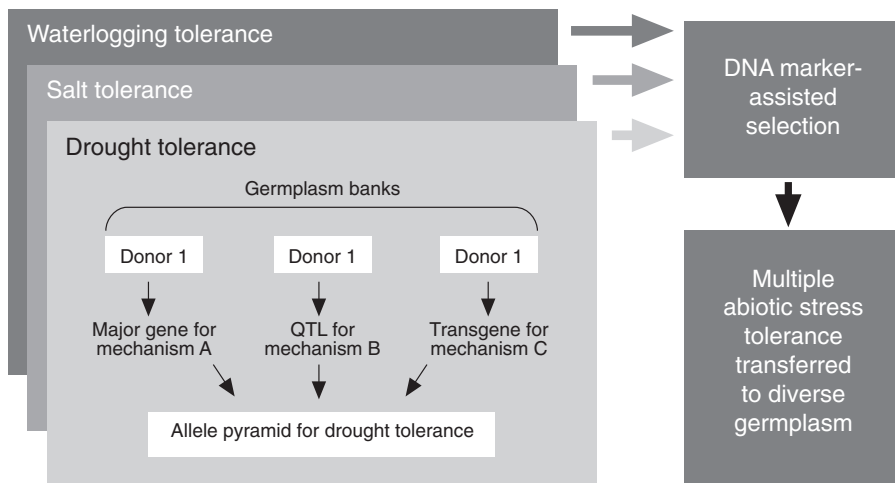 Waterlogging tolerance
Salt tolerance
Drought tolerance
Germplasm banks
Donor 1
Donor 1
Donor 1
Major gene for
mechanism A
QTL for
mechanism B
Transgene for
mechanism C
Allele pyramid for drought tolerance
DNA marker-
assisted
selection
Multiple
abiotic stress
tolerance
transferred
to diverse
germplasm